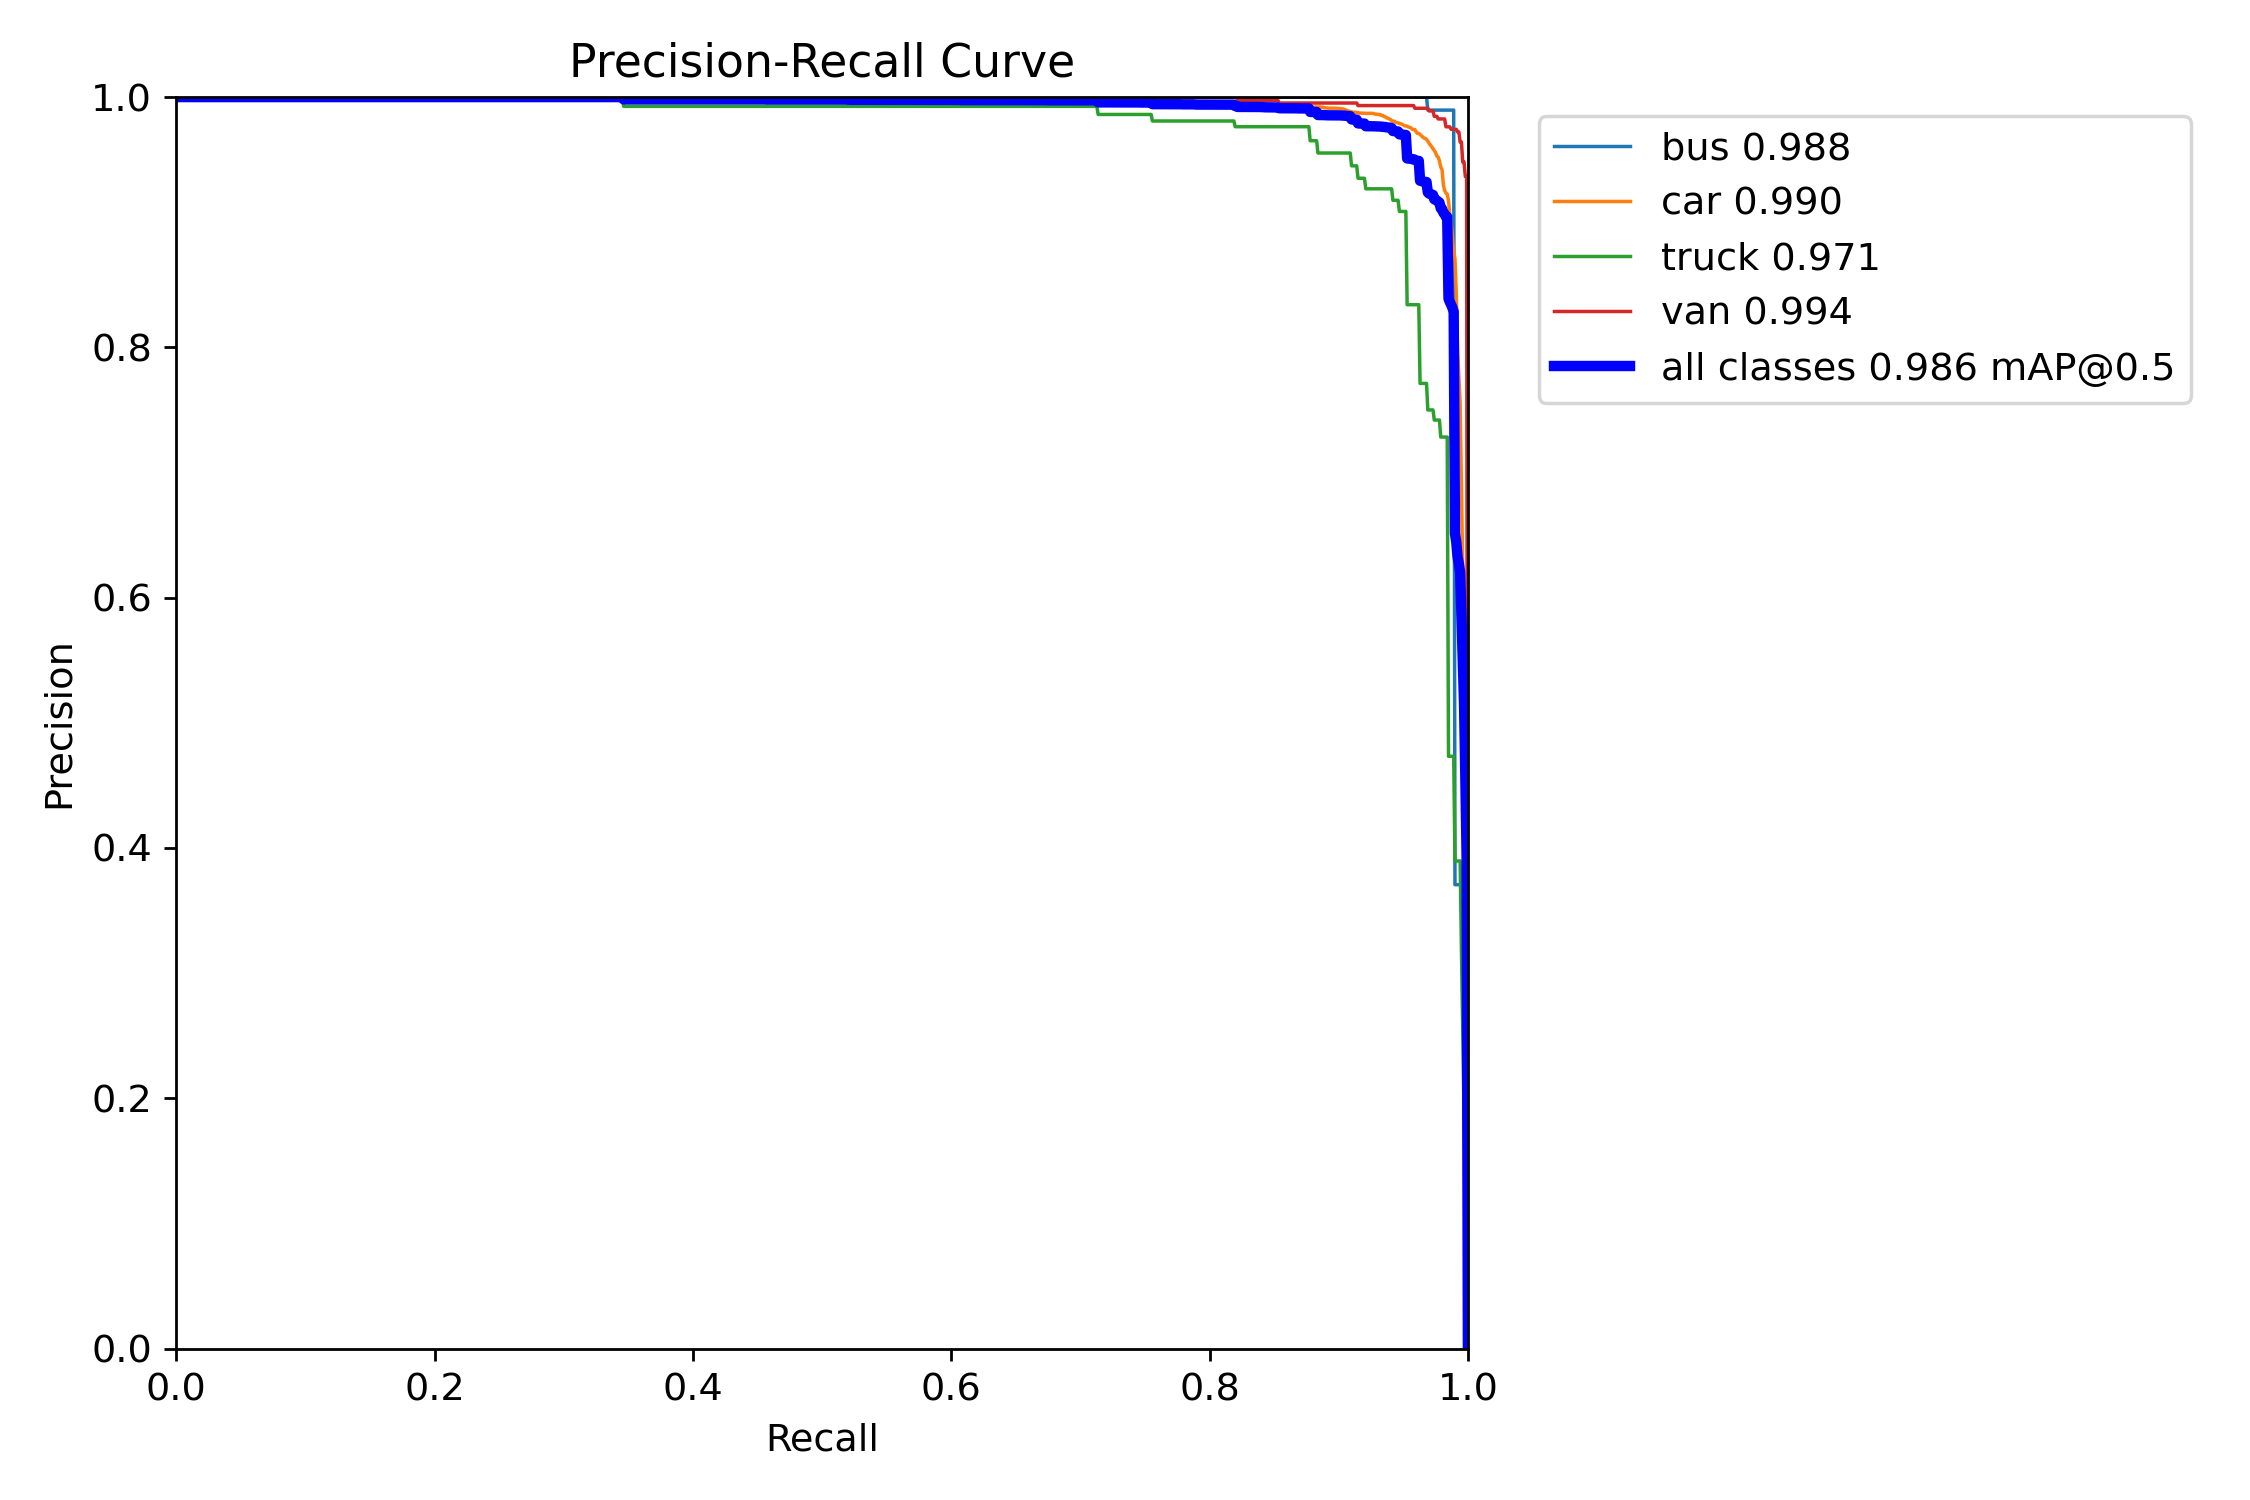 Precision-Recall Curve
1.0
0.8
0.6
0.4
0.2
0.0
Precision
0.0 0.2 0.4 0.6 0.8 1.0
Recall
bus 0.988
car 0.990
truck 0.971
van 0.994
all classes 0.986 mAP@0.5